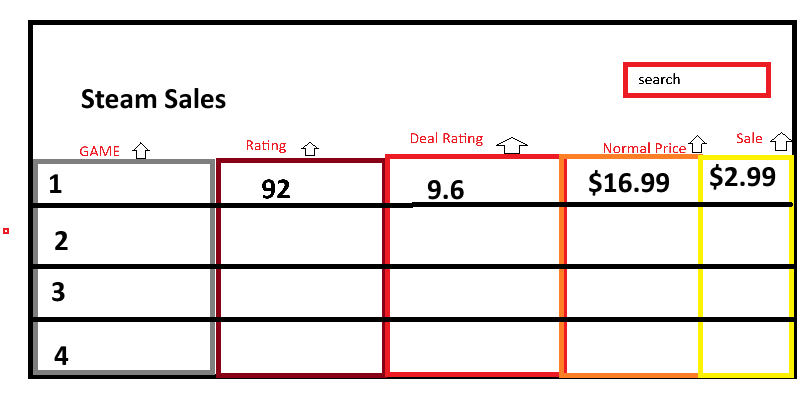 search
Steam Sales
GAME Rating Deal Rating Normal Price Sale
1 92 9.6 $16.99 $2.99
2
3
4